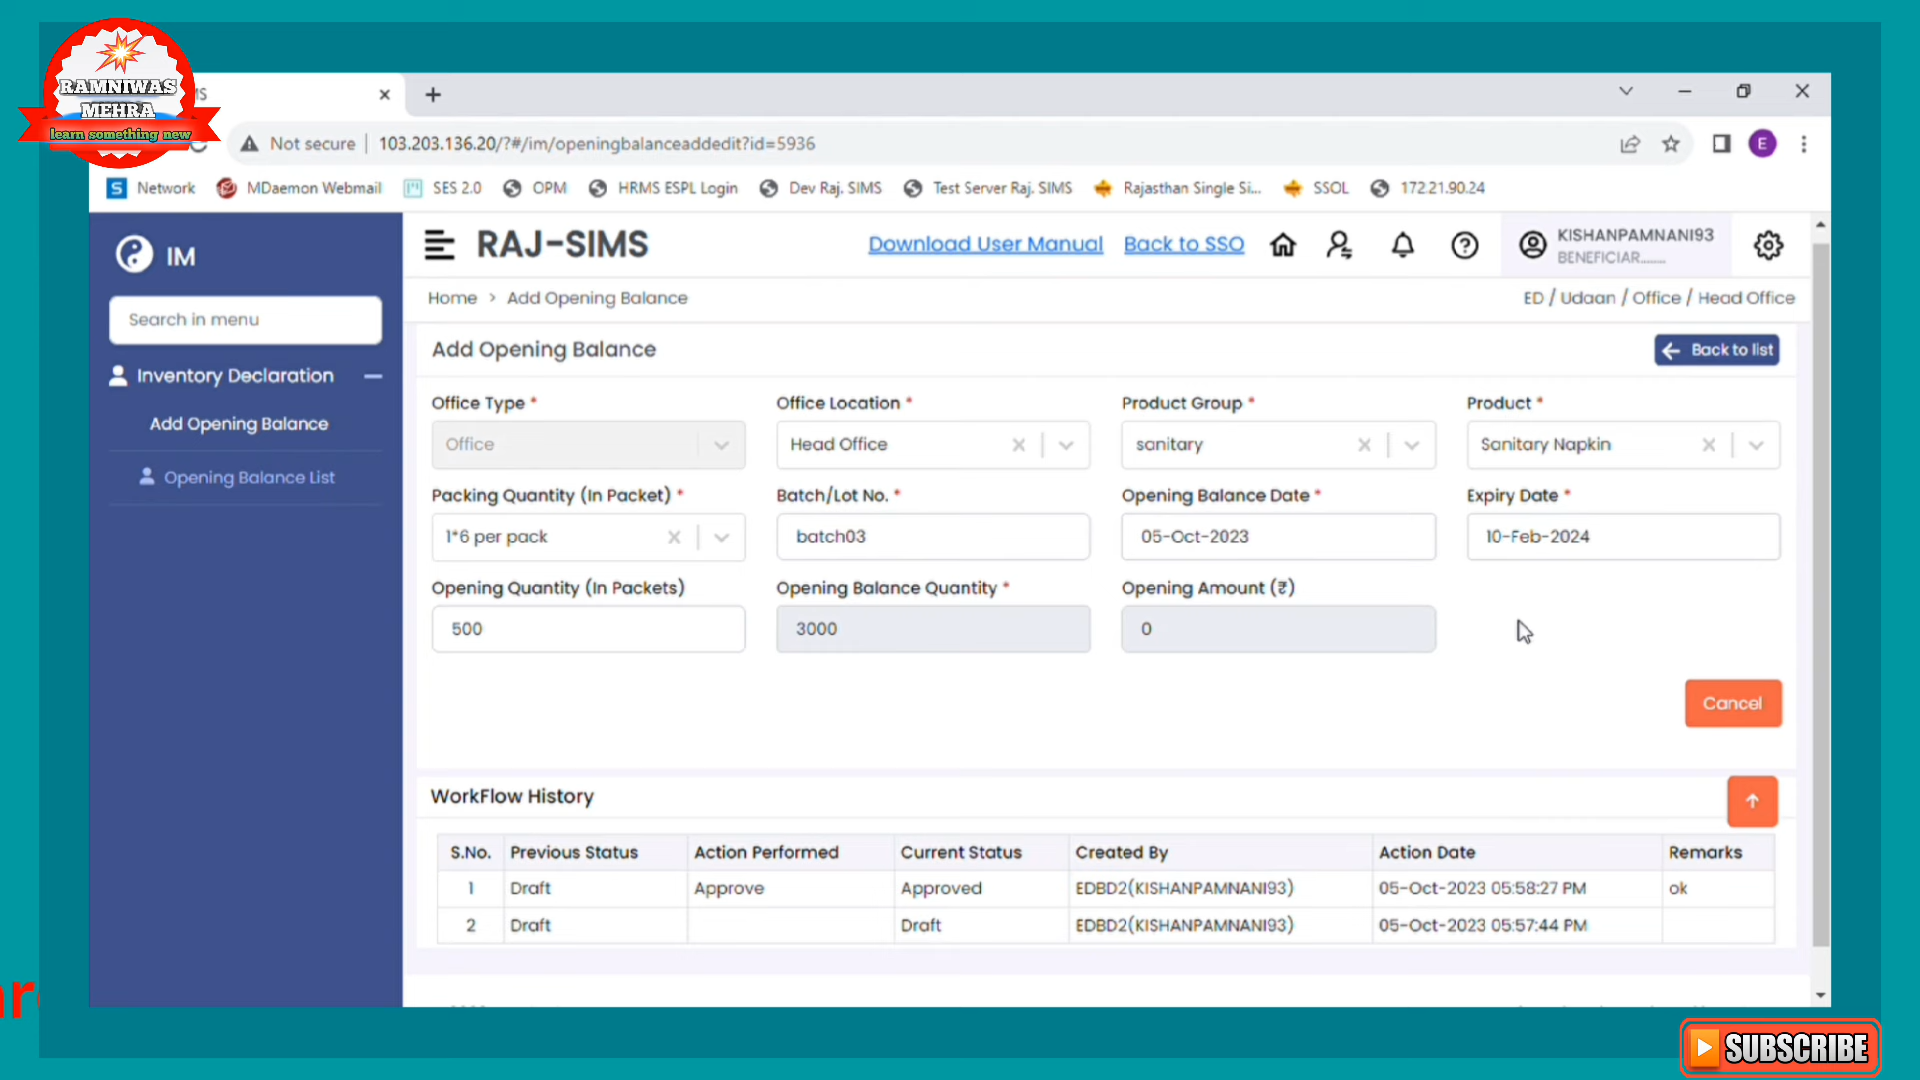 RAMNIWAS
MEHRA
learn something new
Not secure 103.203.136.20/?#/im/openingbalanceaddedit?id=5936 E
Network MDaemon Webmail SES 2.0 OPM HRMS ESPL Login Dev Raj. SIMS Test Server Raj. SIMS Rajasthan Single Si... SSOL 172.21.90.24
IM
RAJ-SIMS Download User Manual Back to SSO KISHANPAMNANI93
BENEFICIAR.......
Search in menu
Home > Add Opening Balance ED / Udaan / Office / Head Office
Inventory Declaration
Add Opening Balance
Opening Balance List
Add Opening Balance Back to list
Office Type * Office Location * Product Group * Product *
Office Head Office sanitary Sanitary Napkin
Packing Quantity (In Packet) * Batch/Lot No. * Opening Balance Date * Expiry Date *
1*6 per pack batch03 05-Oct-2023 10-Feb-2024
Opening Quantity (In Packets) Opening Balance Quantity * Opening Amount (₹)
500 3000 0
Cancel
WorkFlow History
S.No. Previous Status Action Performed Current Status Created By Action Date Remarks
1 Draft Approve Approved EDBD2(KISHANPAMNANI93) 05-Oct-2023 05:58:27 PM ok
2 Draft Draft EDBD2(KISHANPAMNANI93) 05-Oct-2023 05:57:44 PM
SUBSCRIBE